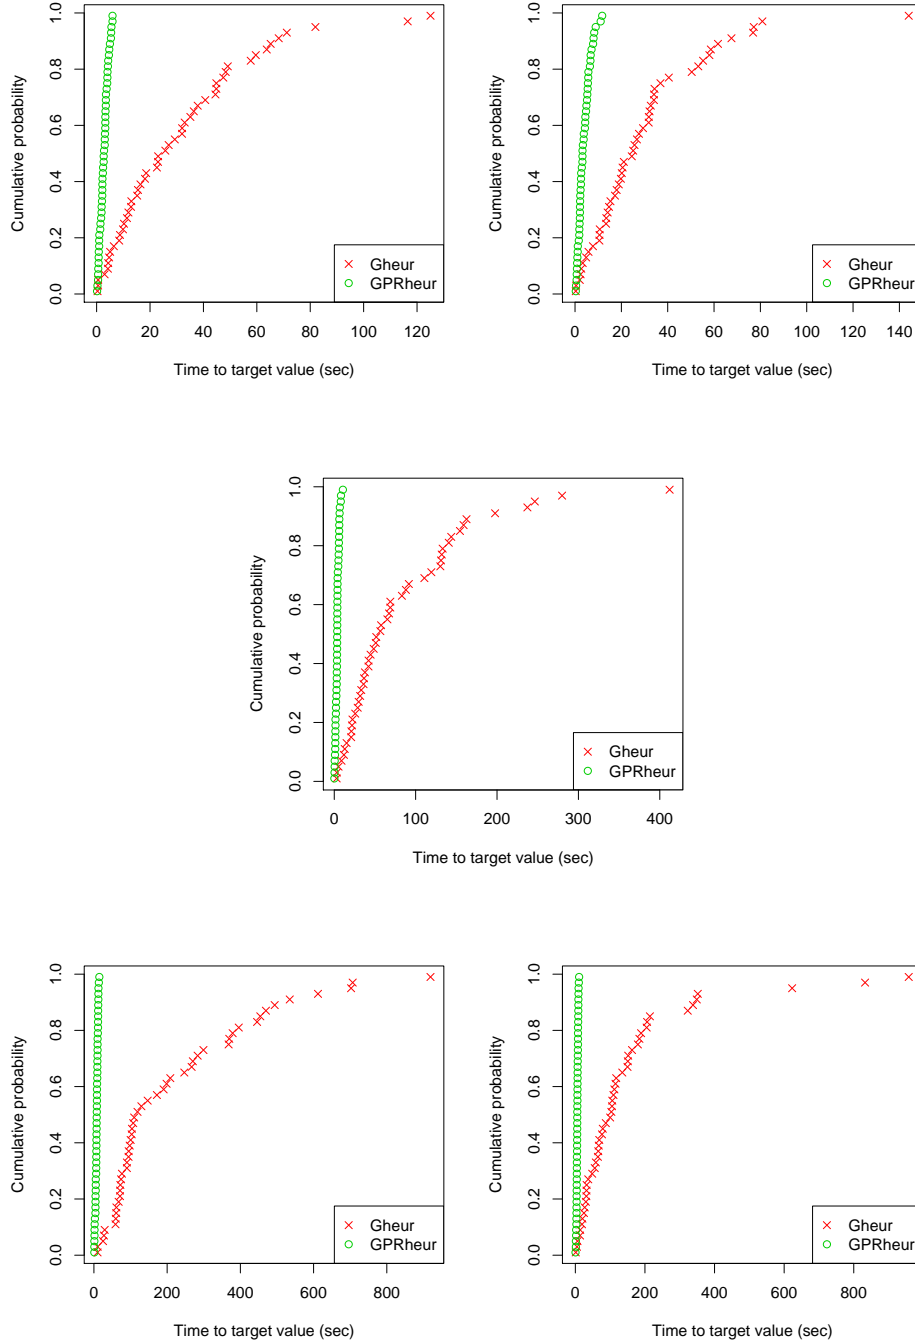 1.0
0.8
0.6
0.4
0.2
0.0
Cumulative probability
Gheur
GPRheur
0 20 40 60 80 100 120
Time to target value (sec)
1.0
0.8
0.6
0.4
0.2
0.0
Cumulative probability
Gheur
GPRheur
0 20 40 60 80 100 120 140
Time to target value (sec)
1.0
0.8
0.6
0.4
0.2
0.0
Cumulative probability
Gheur
GPRheur
0 100 200 300 400
Time to target value (sec)
1.0
0.8
0.6
0.4
0.2
0.0
Cumulative probability
Gheur
GPRheur
0 200 400 600 800
Time to target value (sec)
1.0
0.8
0.6
0.4
0.2
0.0
Cumulative probability
Gheur
GPRheur
0 200 400 600 800
Time to target value (sec)